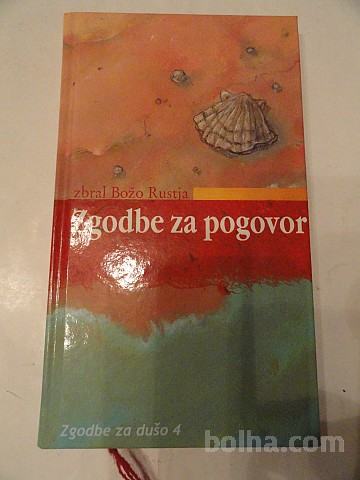 zbral Božo Rustja
Zgodbe za pogovor
Zgodbe za dušo 4
bolha.com